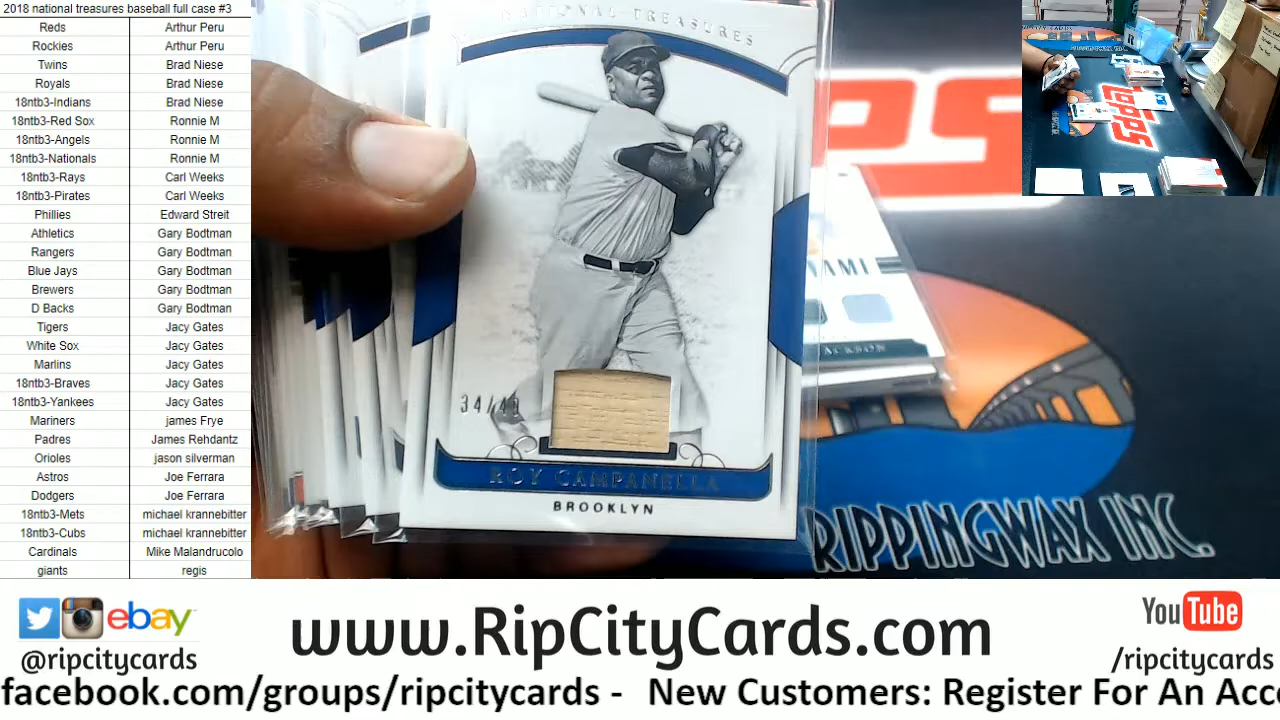 2018 national treasures baseball full case #3
Reds Arthur Peru
Rockies Arthur Peru
Twins Brad Niese
Royals Brad Niese
18ntb3-Indians Brad Niese
18ntb3-Red Sox Ronnie M
18ntb3-Angels Ronnie M
18ntb3-Nationals Ronnie M
18ntb3-Rays Carl Weeks
18ntb3-Pirates Carl Weeks
Phillies Edward Streit
Athletics Gary Bodtman
Rangers Gary Bodtman
Blue Jays Gary Bodtman
Brewers Gary Bodtman
D Backs Gary Bodtman
Tigers Jacy Gates
White Sox Jacy Gates
Marlins Jacy Gates
18ntb3-Braves Jacy Gates
18ntb3-Yankees Jacy Gates
Mariners james Frye
Padres James Rehdantz
Orioles jason silverman
Astros Joe Ferrara
Dodgers Joe Ferrara
18ntb3-Mets michael krannebitter
18ntb3-Cubs michael krannebitter
Cardinals Mike Malandrucolo
giants regis
NATIONAL TREASURES
ROY CAMPANELLA
BROOKLYN
JACKSON
RIPPINGWAX INC.
Topps
ebay
@ripcitycards
www.RipCityCards.com
YouTube
/ripcitycards
facebook.com/groups/ripcitycards - New Customers: Register For An Acc